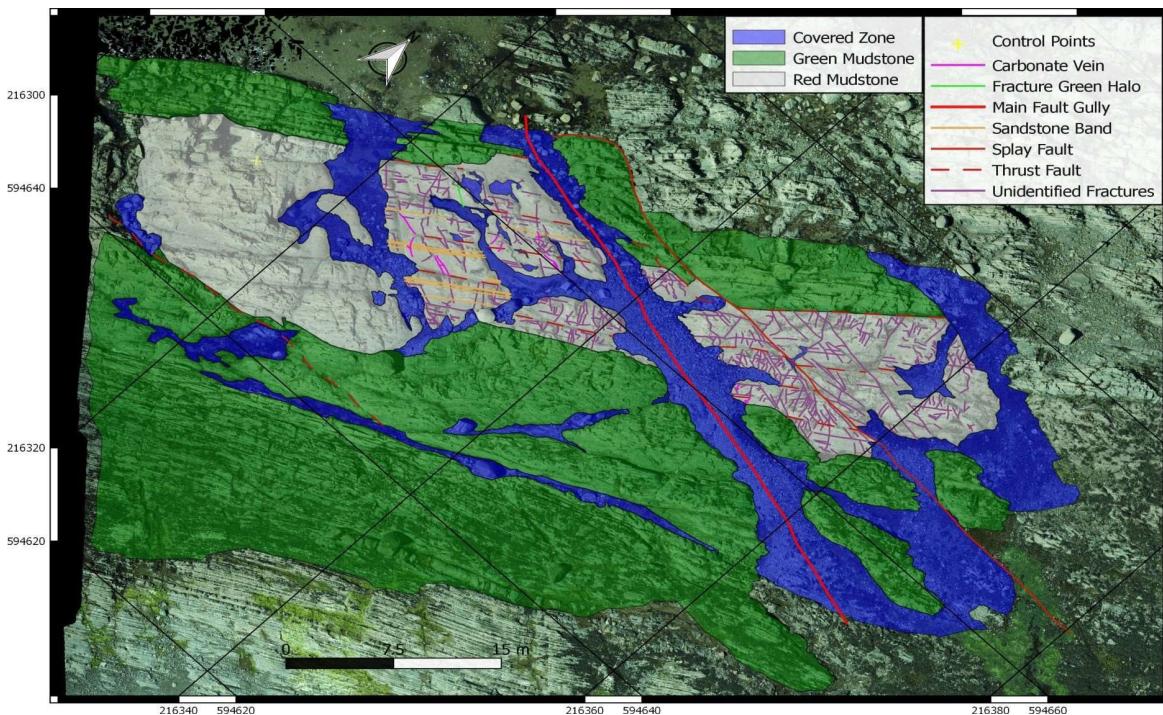 Covered Zone
Green Mudstone
Red Mudstone
Control Points
Carbonate Vein
Fracture Green Halo
Main Fault Gully
Sandstone Band
Splay Fault
Thrust Fault
Unidentified Fractures
216300
594640
216320
594620
0 7.5 15 m
216340 594620 216360 594640 216380 594660